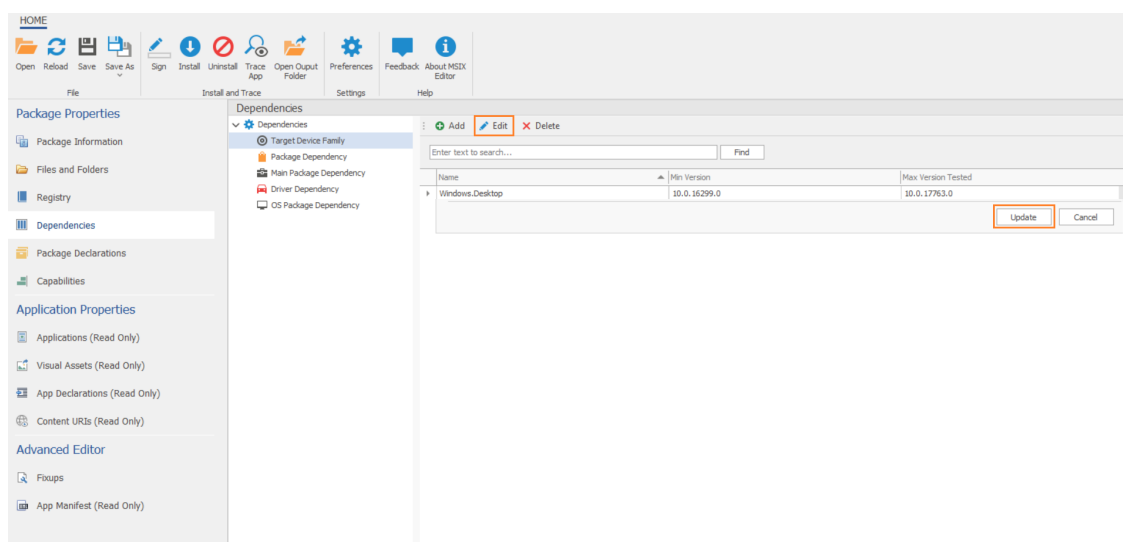 HOME
Open Reload Save Save As Sign Install Uninstall Trace App Open Ouput Folder Preferences Feedback About MSIX Editor
File Install and Trace Settings Help
Package Properties
Package Information
Files and Folders
Registry
Dependencies
Package Declarations
Capabilities
Application Properties
Applications (Read Only)
Visual Assets (Read Only)
App Declarations (Read Only)
Content URIs (Read Only)
Advanced Editor
Fixups
App Manifest (Read Only)
Dependencies
Dependencies
Target Device Family
Package Dependency
Main Package Dependency
Driver Dependency
OS Package Dependency
Add Edit Delete
Enter text to search... Find
Name Min Version Max Version Tested
Windows.Desktop 10.0.16299.0 10.0.17763.0
Update Cancel